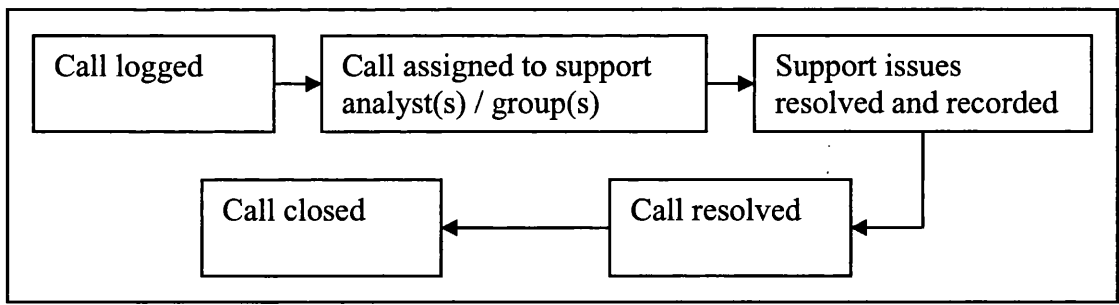 Call logged
Call assigned to support
analyst(s) / group(s)
Support issues
resolved and recorded
Call resolved
Call closed